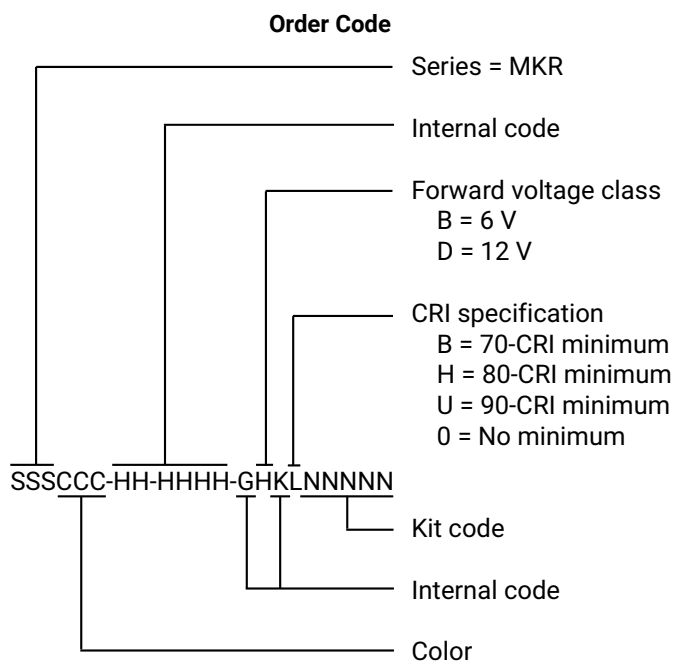 Order Code
Series = MKR
Internal code
Forward voltage class
B = 6 V
D = 12 V
CRI specification
B = 70-CRI minimum
H = 80-CRI minimum
U = 90-CRI minimum
0 = No minimum
SSSCCC-HH-HHHH-GHKLNNNNN
Kit code
Internal code
Color